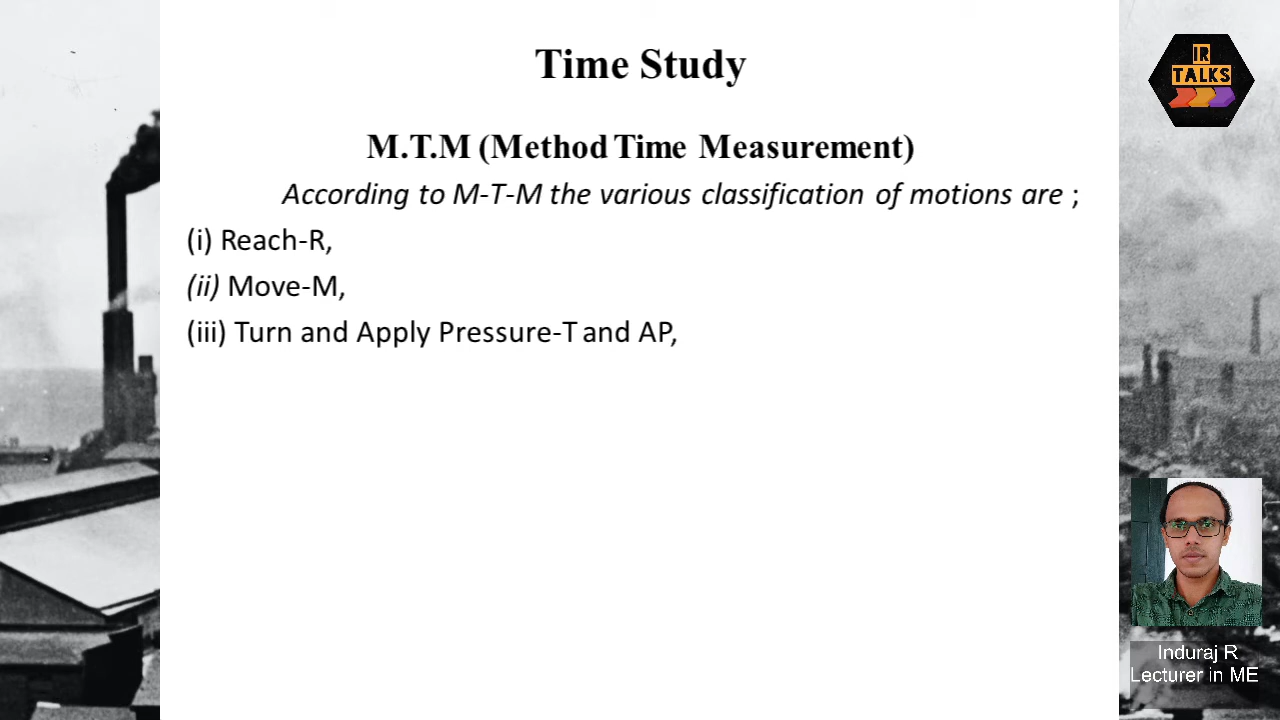 Time Study
M.T.M (Method Time Measurement)
According to M-T-M the various classification of motions are ;
(i) Reach-R,
(ii) Move-M,
(iii) Turn and Apply Pressure-T and AP,
IR
TALKS
Induraj R
Lecturer in ME